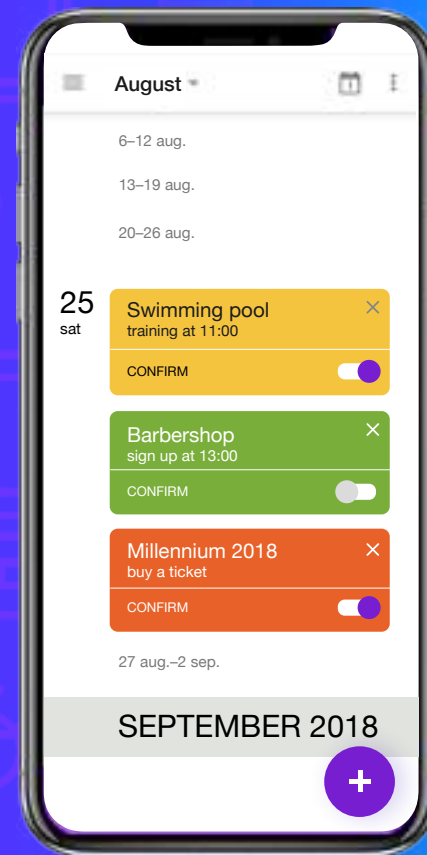 August
1
6–12 aug.
13–19 aug.
20–26 aug.
25
sat
Swimming pool
training at 11:00
CONFIRM
Barbershop
sign up at 13:00
CONFIRM
Millennium 2018
buy a ticket
CONFIRM
27 aug.–2 sep.
SEPTEMBER 2018